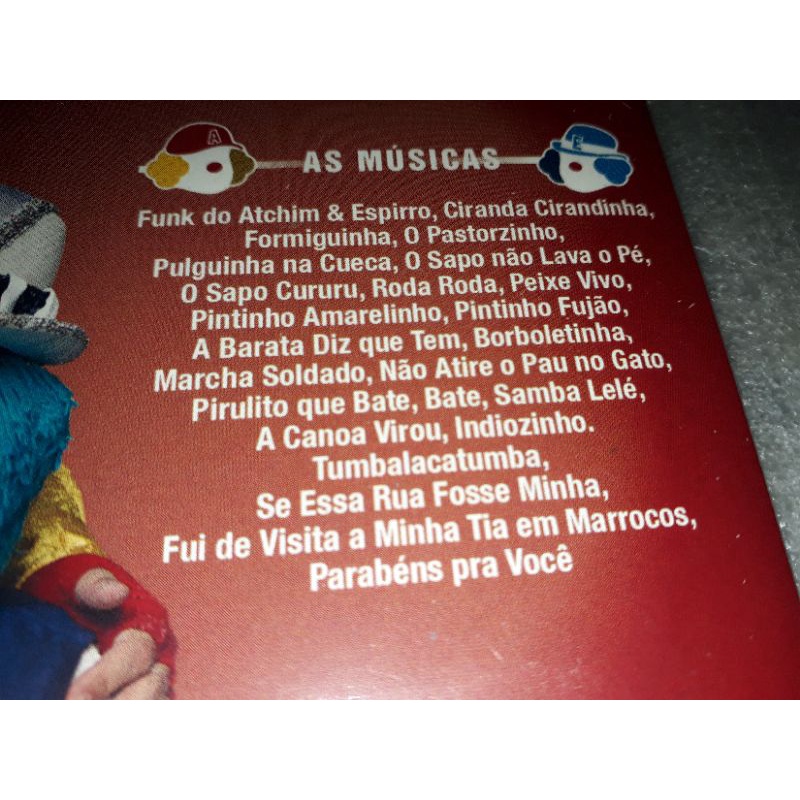 A
E
AS MÚSICAS
Funk do Atchim & Espirro, Ciranda Cirandinha,
Formiguinha, O Pastorzinho,
Pulguinha na Cueca, O Sapo não Lava o Pé,
O Sapo Cururu, Roda Roda, Peixe Vivo,
Pintinho Amarelinho, Pintinho Fujão,
A Barata Diz que Tem, Borboletinha,
Marcha Soldado, Não Atire o Pau no Gato,
Pirulito que Bate, Bate, Samba Lelé,
A Canoa Virou, Indiozinho.
Tumbalacatumba,
Se Essa Rua Fosse Minha,
Fui de Visita a Minha Tia em Marrocos,
Parabéns pra Você